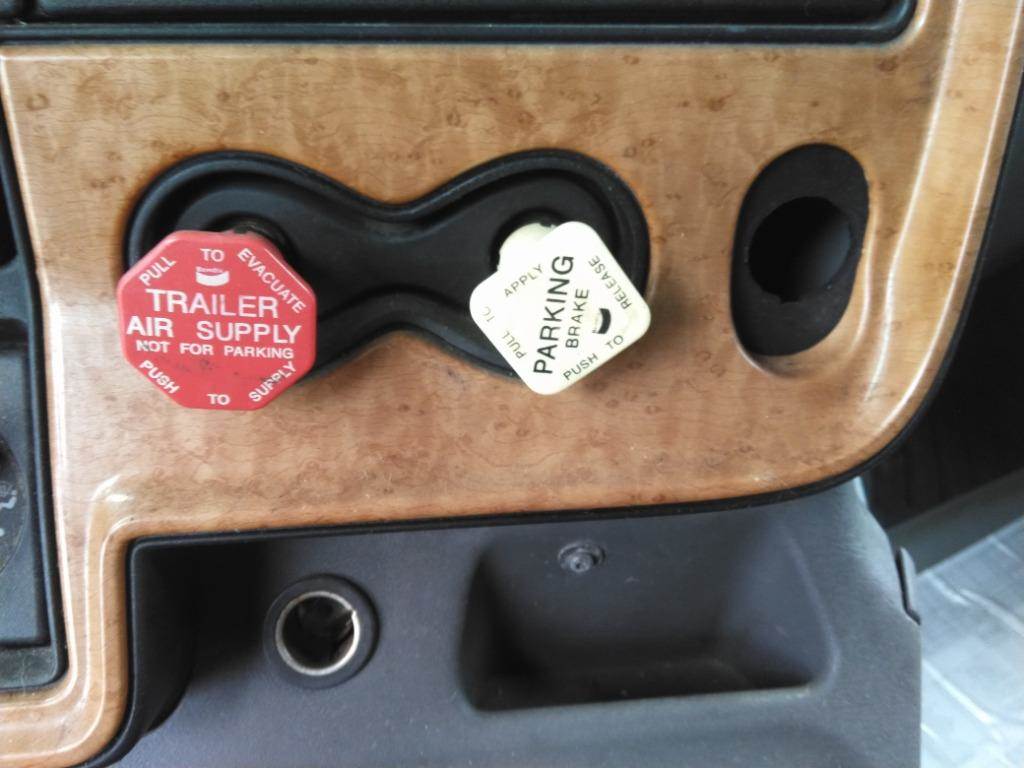 PULL TO EVACUATE
Bendix
TRAILER
AIR SUPPLY
NOT FOR PARKING
PUSH TO SUPPLY
PULL TO APPLY
PARKING
BRAKE
PUSH TO RELEASE